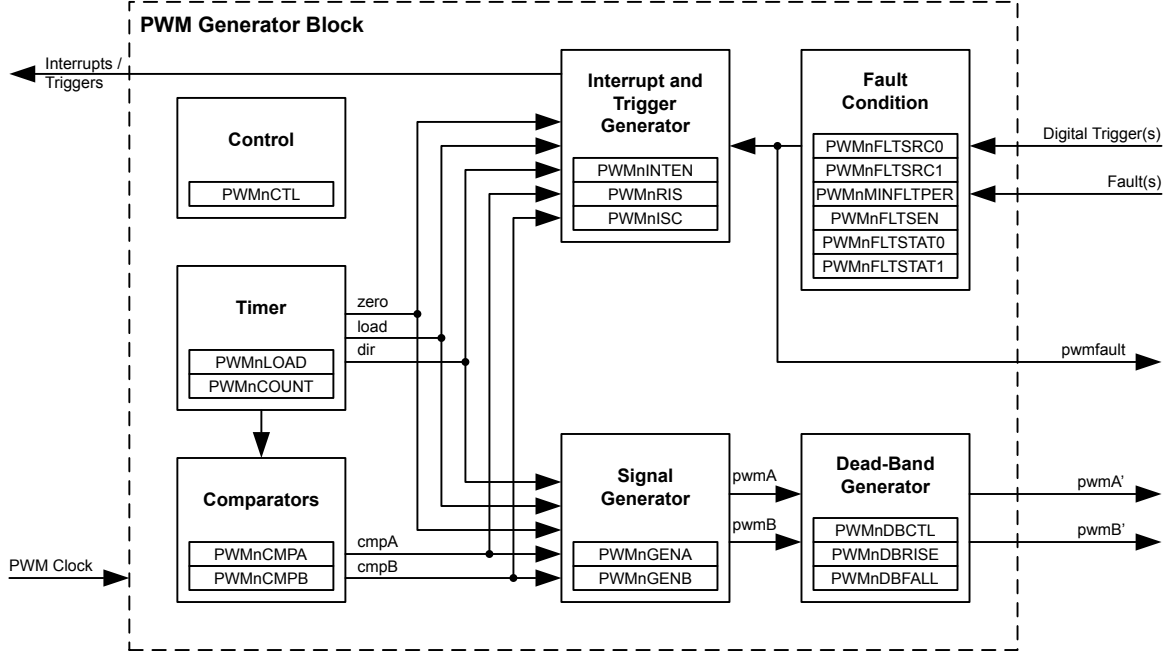 PWM Generator Block
Interrupts /
Triggers
Control
PWMnCTL
Interrupt and
Trigger
Generator
PWMnINTEN
PWMnRIS
PWMnISC
Fault
Condition
PWMnFLTSRC0
PWMnFLTSRC1
PWMnMINFLTPER
PWMnFLTSEN
PWMnFLTSTAT0
PWMnFLTSTAT1
Digital Trigger(s)
Fault(s)
Timer
PWMnLOAD
PWMnCOUNT
zero
load
dir
pwmfault
Comparators
PWMnCMPA
PWMnCMPB
cmpA
cmpB
Signal
Generator
PWMnGENA
PWMnGENB
pwmA
pwmB
Dead-Band
Generator
PWMnDBCTL
PWMnDBRISE
PWMnDBFALL
pwmA’
pwmB’
PWM Clock